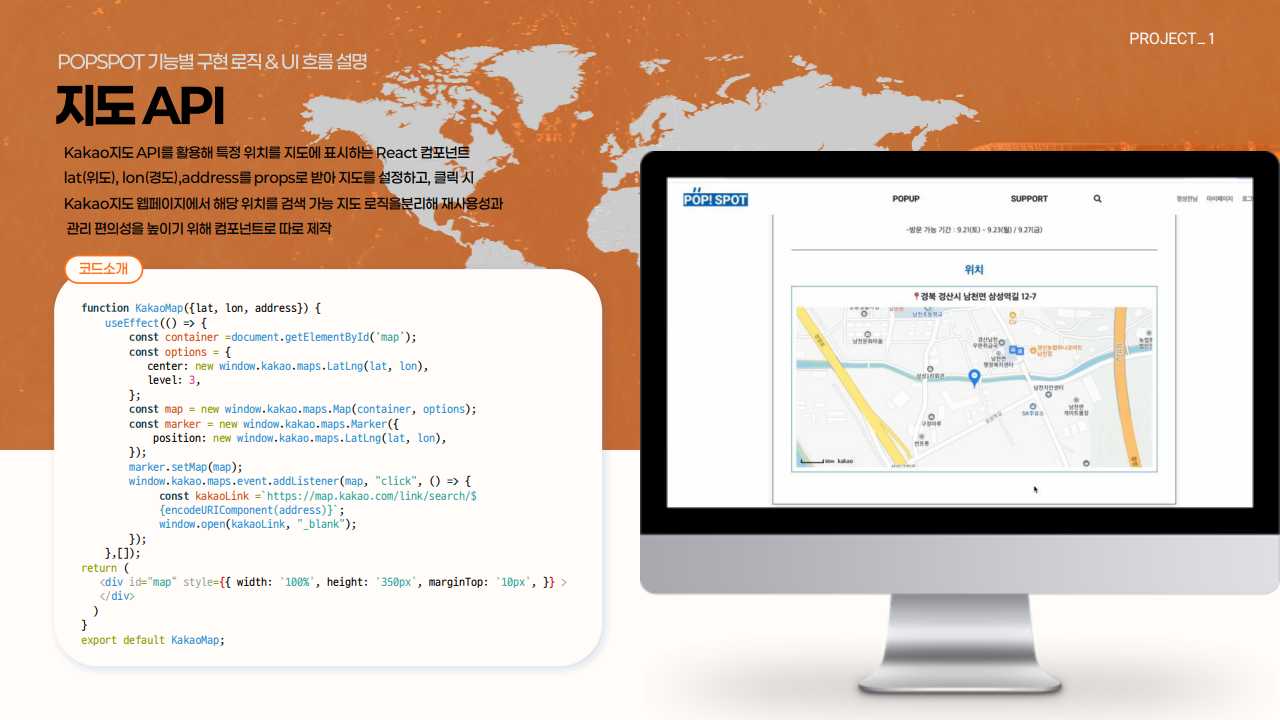 PROJECT_ 1
POPSPOT 기능별 구현 로직 & UI 흐름 설명
지도 API
Kakao지도 API를 활용해 특정 위치를 지도에 표시하는 React 컴포넌트
lat(위도), lon(경도),address를 props로 받아 지도를 설정하고, 클릭 시
Kakao지도 웹페이지에서 해당 위치를 검색 가능 지도 로직을분리해 재사용성과
관리 편의성을 높이기 위해 컴포넌트로 따로 제작
코드소개
function KakaoMap({lat, lon, address}) {
useEffect(() => {
const container =document.getElementById('map');
const options = {
center: new window.kakao.maps.LatLng(lat, lon),
level: 3,
};
const map = new window.kakao.maps.Map(container, options);
const marker = new window.kakao.maps.Marker({
position: new window.kakao.maps.LatLng(lat, lon),
});
marker.setMap(map);
window.kakao.maps.event.addListener(map, "click", () => {
const kakaoLink =`https://map.kakao.com/link/search/$
{encodeURIComponent(address)}`;
window.open(kakaoLink, "_blank");
});
},[]);
return (
<div id="map" style={{ width: '100%', height: '350px', marginTop: '10px', }} >
</div>
)
}
export default KakaoMap;
POP! SPOT
POPUP
SUPPORT
정성찬님
마이페이지
로그
-방문 가능 기간 : 9.21(토) - 9.23(월) / 9.27(금)
위치
경북 경산시 남천면 삼성역길 12-7
남천초등학교
CU
남천문화마을
경산남천
우편취급국
경산농협하나로마트
남천점
남천면
행정복지센터
삼성1리회관
남천치안센터
구정마루
SK주유소
남천면
게이트볼장
삼성역길
썬프롯
50m kakao